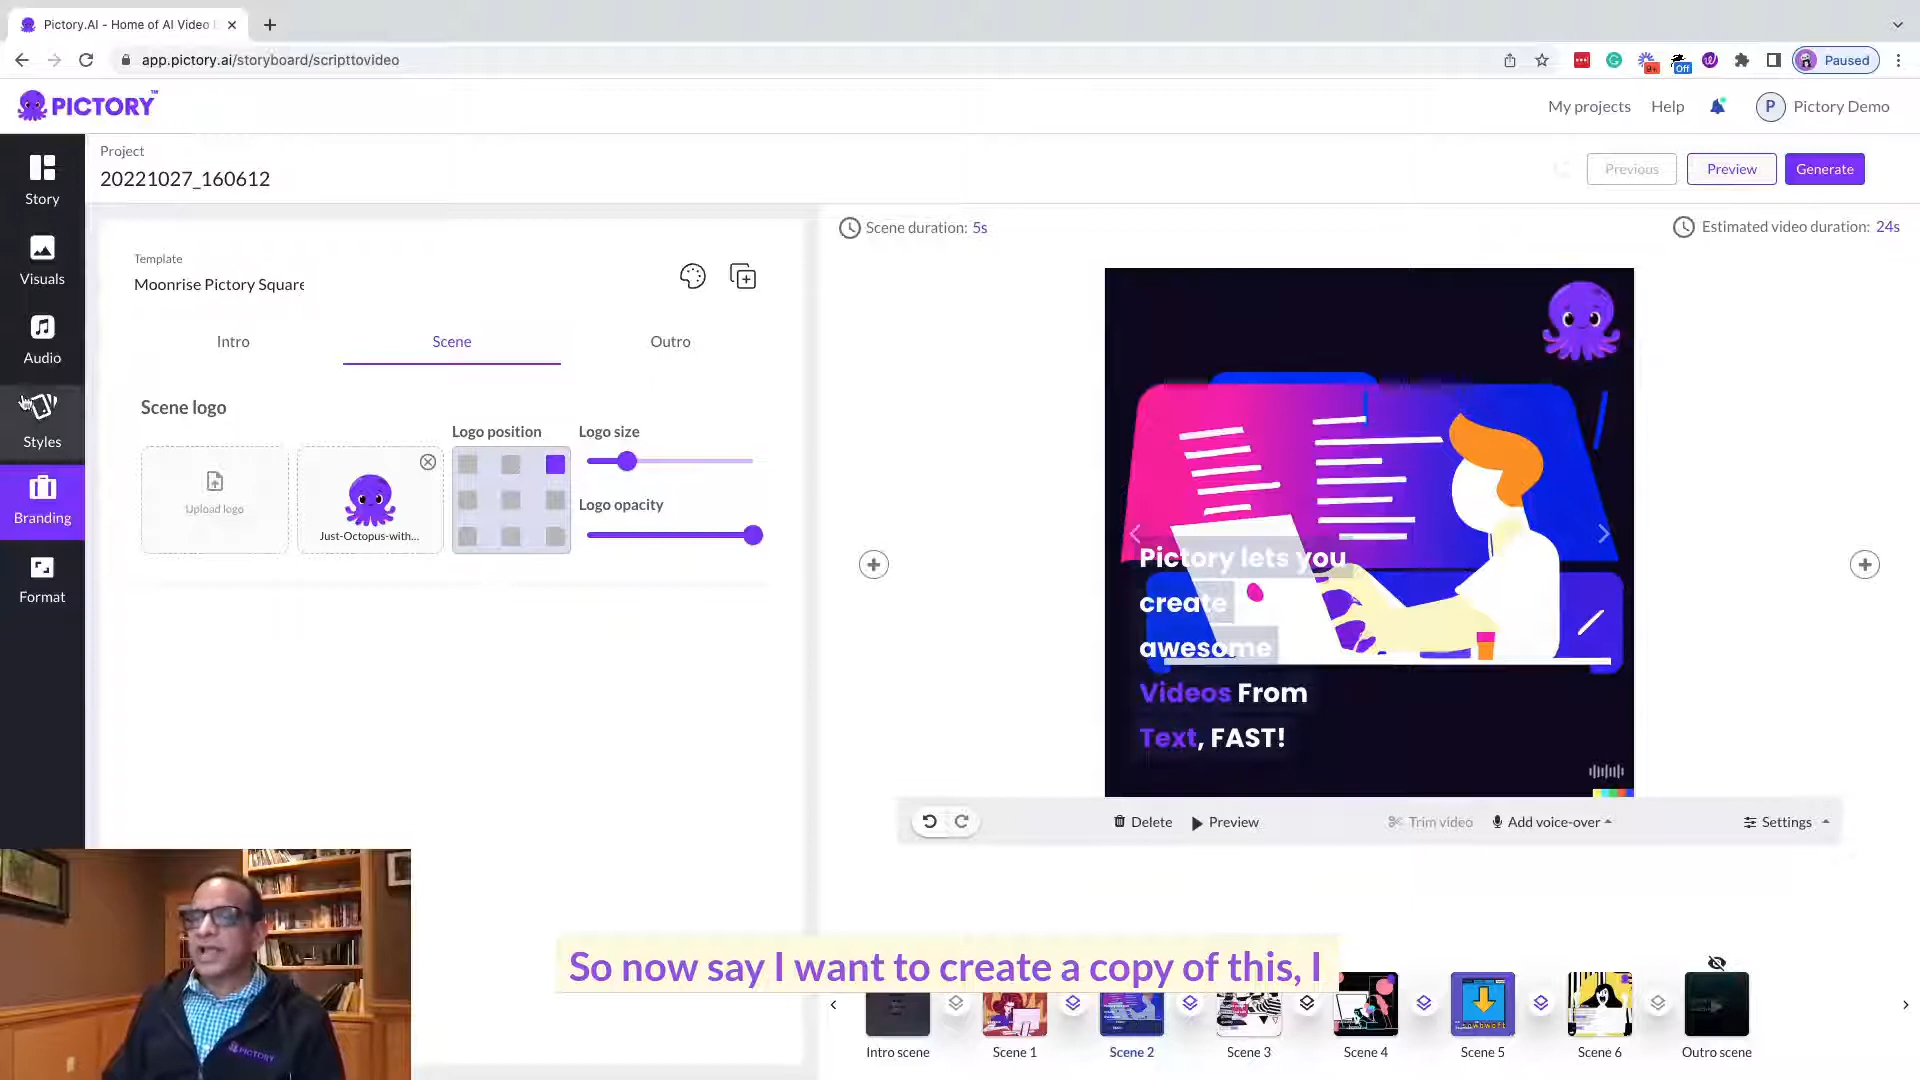 Pictory.AI - Home of AI Video
app.pictory.ai/storyboard/scripttovideo
Off
Paused
PICTORY™
My projects
Help
P
Pictory Demo
Project
20221027_160612
Previous
Preview
Generate
Story
Visuals
Audio
Styles
Branding
Format
Scene duration: 5s
Estimated video duration: 24s
Template
Moonrise Pictory Square
Intro
Scene
Outro
Scene logo
Logo position
Logo size
Logo opacity
Upload logo
Just-Octopus-with...
Pictory lets you
create
awesome
Videos From
Text, FAST!
Delete
Preview
Trim video
Add voice-over
Settings
So now say I want to create a copy of this, I
Intro scene
Scene 1
Scene 2
Scene 3
Scene 4
Scene 5
Scene 6
Outro scene
PICTORY